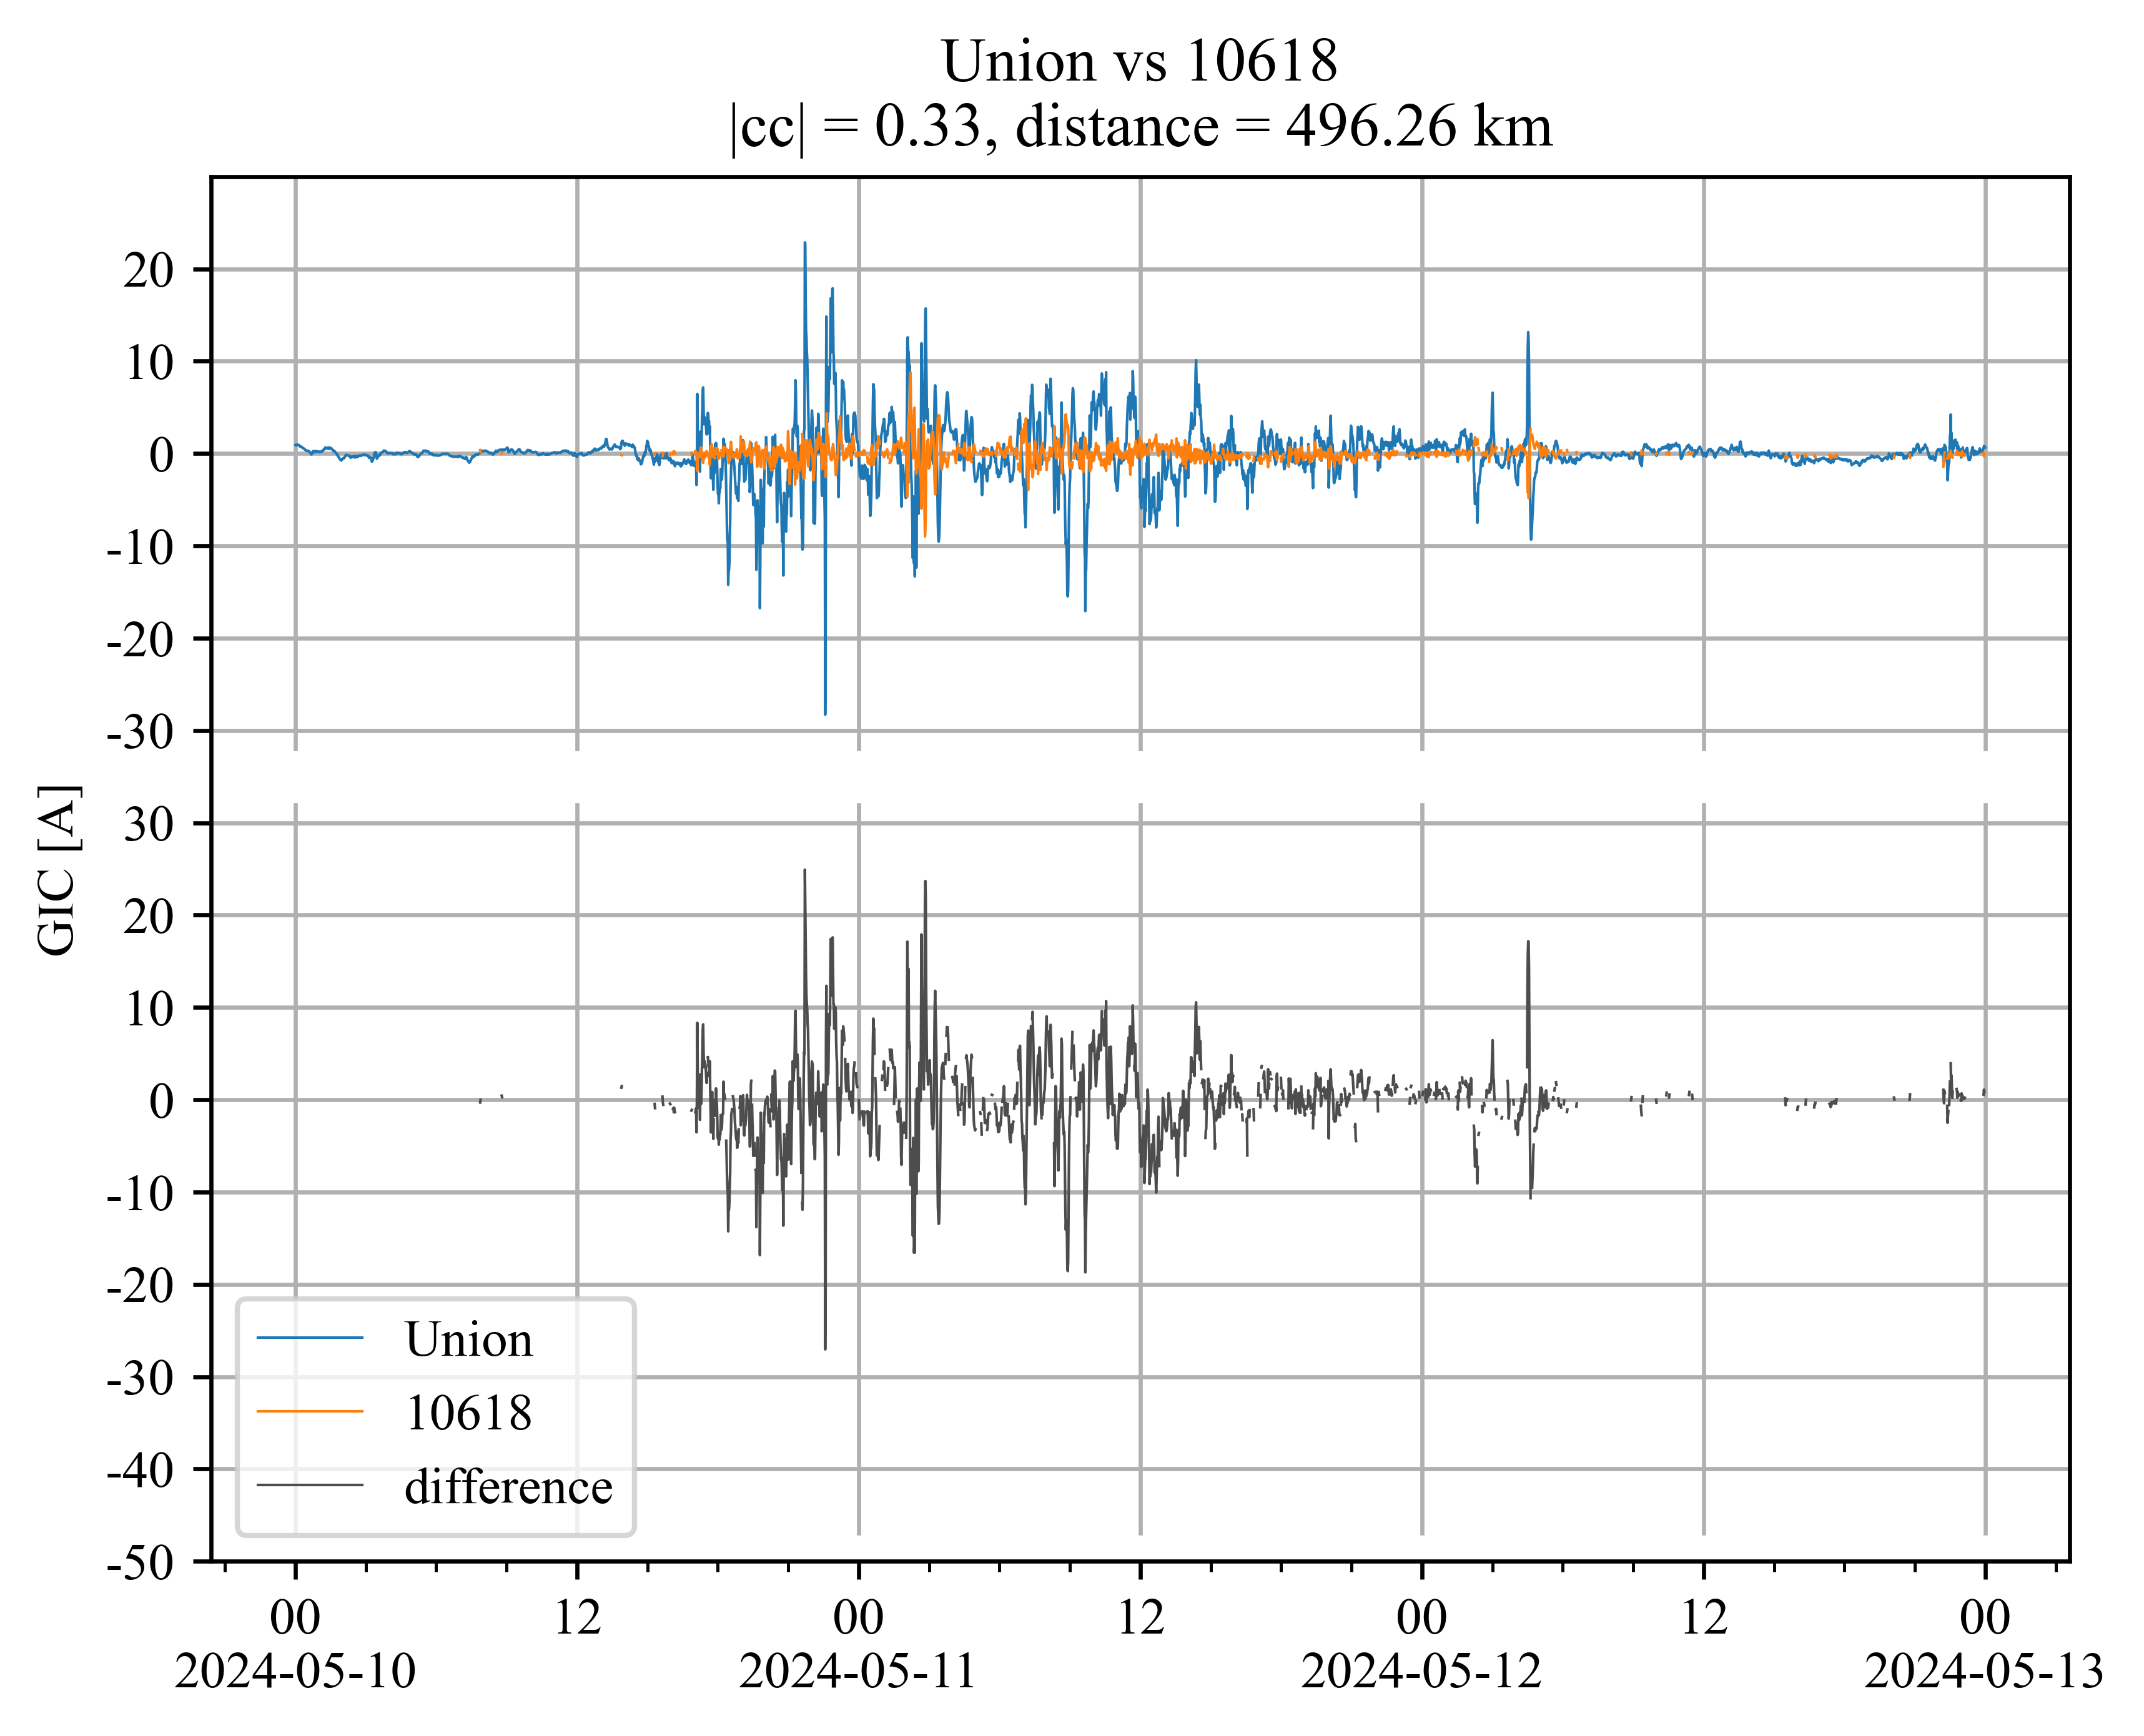 Union vs 10618
|cc| = 0.33, distance = 496.26 km
GIC [A]
20
10
0
-10
-20
-30
30
20
10
0
-10
-20
-30
-40
-50
Union
10618
difference
00 12 00 12 00 12 00
2024-05-10 2024-05-11 2024-05-12 2024-05-13